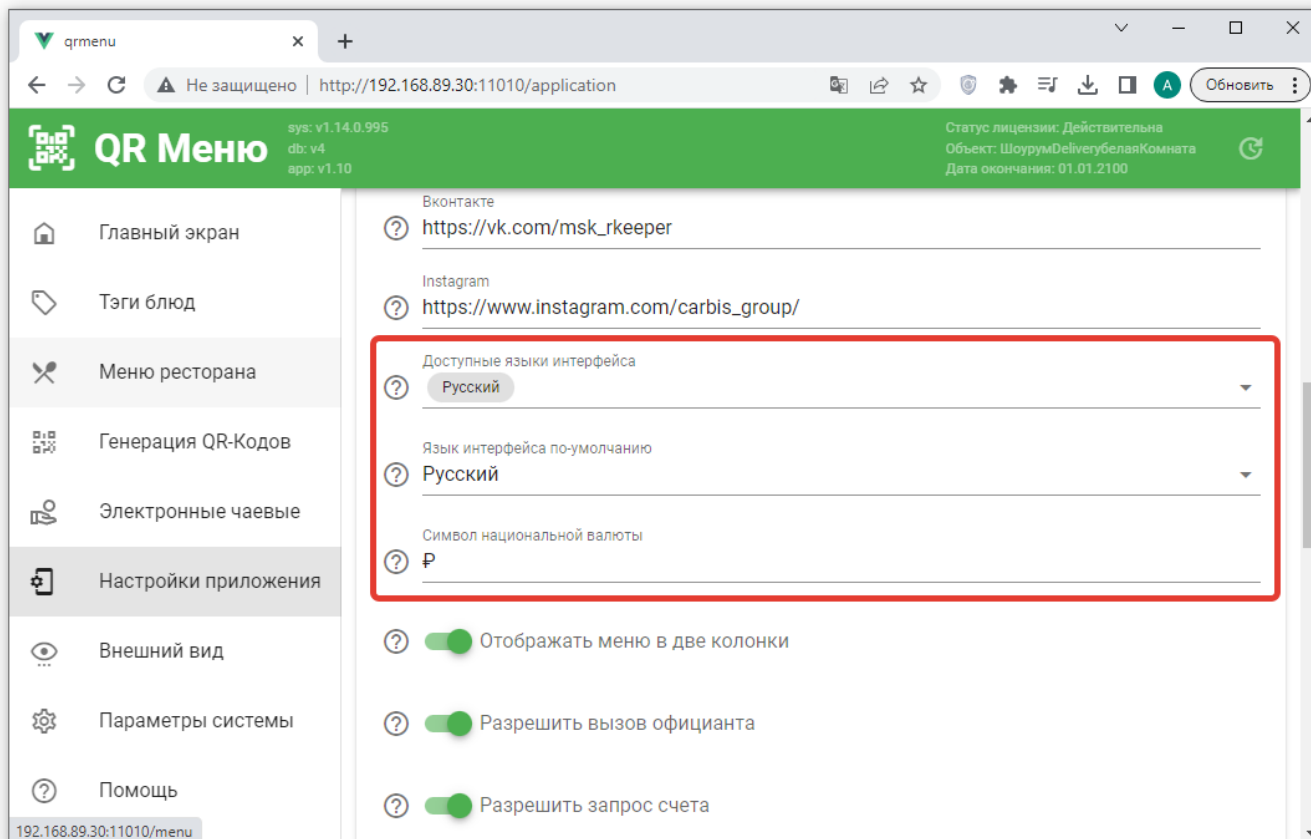 qrmenu
Не защищено
http://192.168.89.30:11010/application
A
Обновить
QR Меню
sys: v1.14.0.995
db: v4
app: v1.10
Статус лицензии: Действительна
Объект: ШоурумDeliveryбелаяКомната
Дата окончания: 01.01.2100
Главный экран
Тэги блюд
Меню ресторана
Генерация QR-Кодов
Электронные чаевые
Настройки приложения
Внешний вид
Параметры системы
Помощь
192.168.89.30:11010/menu
Вконтакте
https://vk.com/msk_rkeeper
Instagram
https://www.instagram.com/carbis_group/
Доступные языки интерфейса
Русский
Язык интерфейса по-умолчанию
Русский
Символ национальной валюты
₽
Отображать меню в две колонки
Разрешить вызов официанта
Разрешить запрос счета